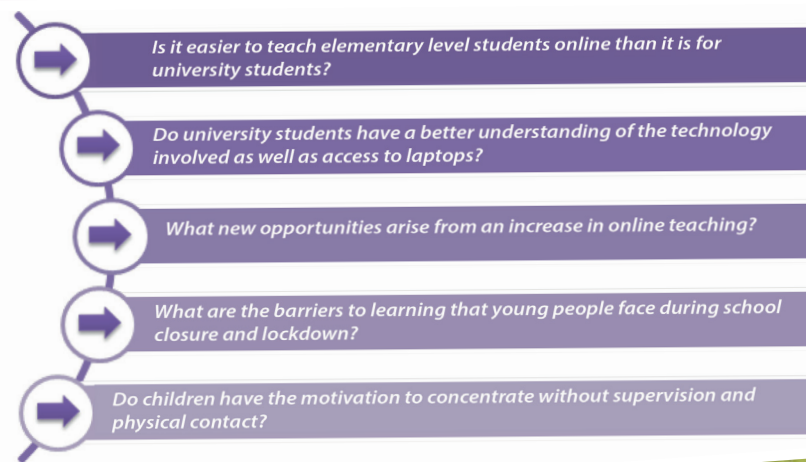 Is it easier to teach elementary level students online than it is for
university students?
Do university students have a better understanding of the technology
involved as well as access to laptops?
What new opportunities arise from an increase in online teaching?
What are the barriers to learning that young people face during school
closure and lockdown?
Do children have the motivation to concentrate without supervision and
physical contact?